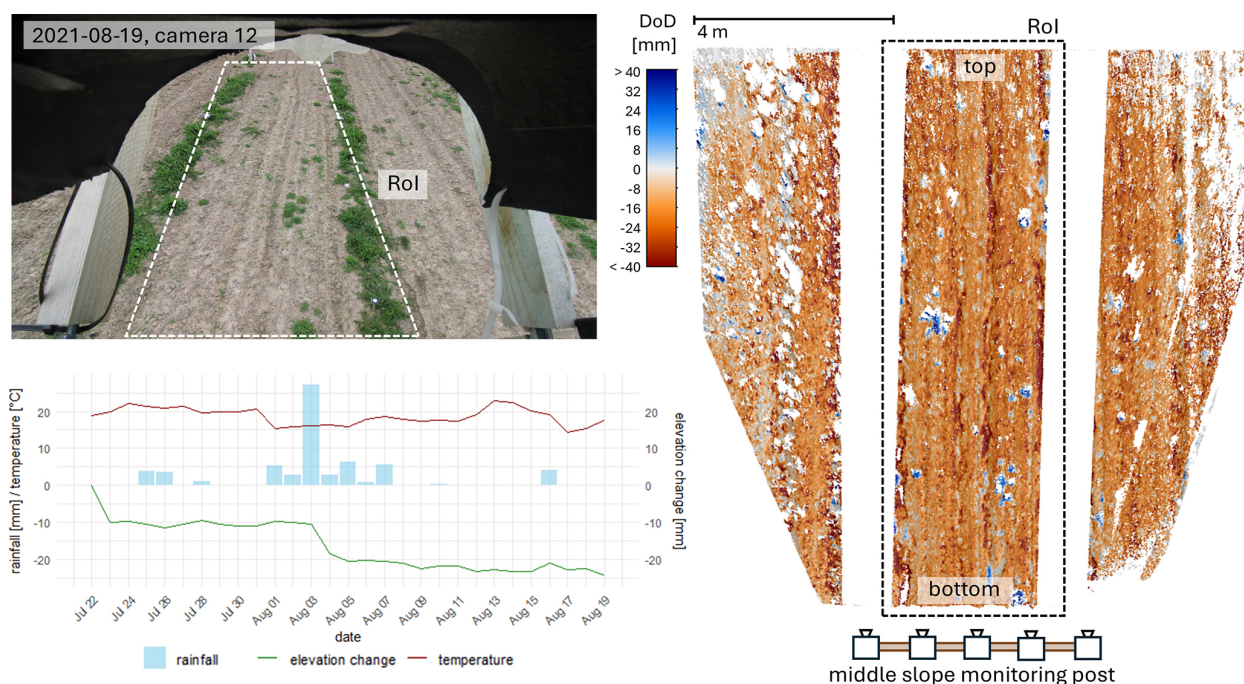 2021-08-19, camera 12
RoI
rainfall [mm] / temperature [°C]
20
10
0
-10
-20
20
10
0
-10
-20
elevation change [mm]
Jul 22
Jul 24
Jul 26
Jul 28
Jul 30
Aug 01
Aug 03
Aug 05
Aug 07
Aug 09
Aug 11
Aug 13
Aug 15
Aug 17
Aug 19
date
rainfall
elevation change
temperature
DoD
[mm]
> 40
32
24
16
8
0
-8
-16
-24
-32
< -40
4 m
RoI
top
bottom
middle slope monitoring post